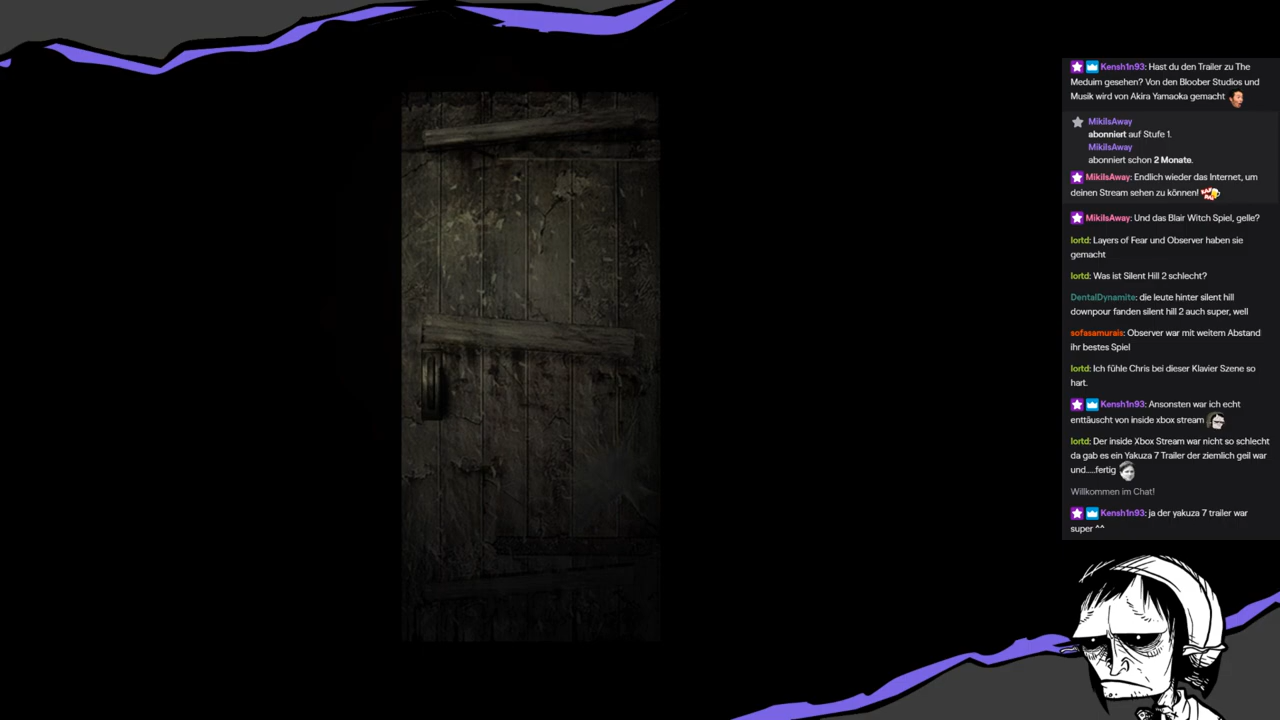 Kensh1n93: Hast du den Trailer zu The
Meduim gesehen? Von den Bloober Studios und
Musik wird von Akira Yamaoka gemacht
MikilsAway
abonniert auf Stufe 1.
MikilsAway
abonniert schon 2 Monate.
MikilsAway: Endlich wieder das Internet, um
deinen Stream sehen zu können!
MikilsAway: Und das Blair Witch Spiel, gelle?
lortd: Layers of Fear und Observer haben sie
gemacht
lortd: Was ist Silent Hill 2 schlecht?
DentalDynamite: die leute hinter silent hill
downpour fanden silent hill 2 auch super, well
sofasamurais: Observer war mit weitem Abstand
ihr bestes Spiel
lortd: Ich fühle Chris bei dieser Klavier Szene so
hart.
Kensh1n93: Ansonsten war ich echt
enttäuscht von inside xbox stream
lortd: Der inside Xbox Stream war nicht so schlecht
da gab es ein Yakuza 7 Trailer der ziemlich geil war
und.....fertig
Willkommen im Chat!
Kensh1n93: ja der yakuza 7 trailer war
super ^^